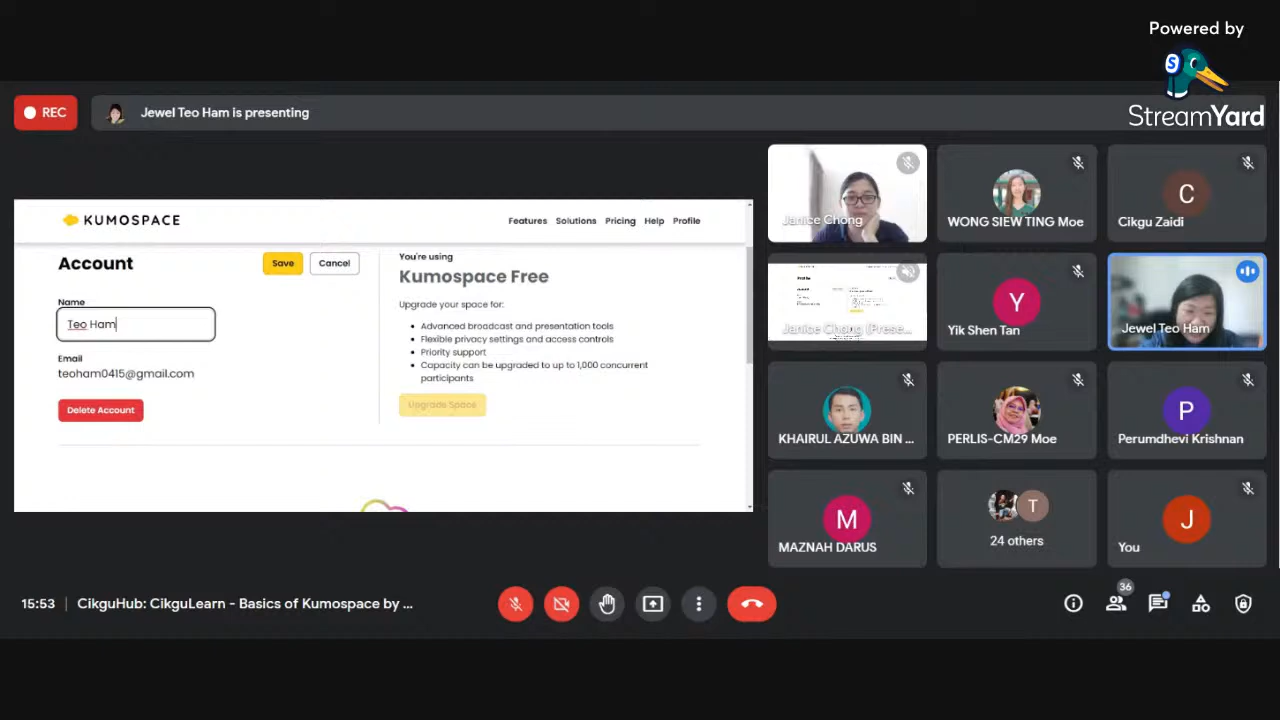 Powered by
StreamYard
REC
Jewel Teo Ham is presenting
KUMOSPACE
Features Solutions Pricing Help Profile
Account
Save
Cancel
Name
Teo Ham
Email
teoham0415@gmail.com
Delete Account
You're using
Kumospace Free
Upgrade your space for:
Advanced broadcast and presentation tools
Flexible privacy settings and access controls
Priority support
Capacity can be upgraded to up to 1,000 concurrent
participants
Upgrade Space
Janice Chong
WONG SIEW TING Moe
C
Cikgu Zaidi
Janice Chong (Prese...
Y
Yik Shen Tan
Jewel Teo Ham
KHAIRUL AZUWA BIN ...
PERLIS-CM29 Moe
P
Perumdhevi Krishnan
M
MAZNAH DARUS
T
24 others
J
You
15:53 | CikguHub: CikguLearn - Basics of Kumospace by ...
36